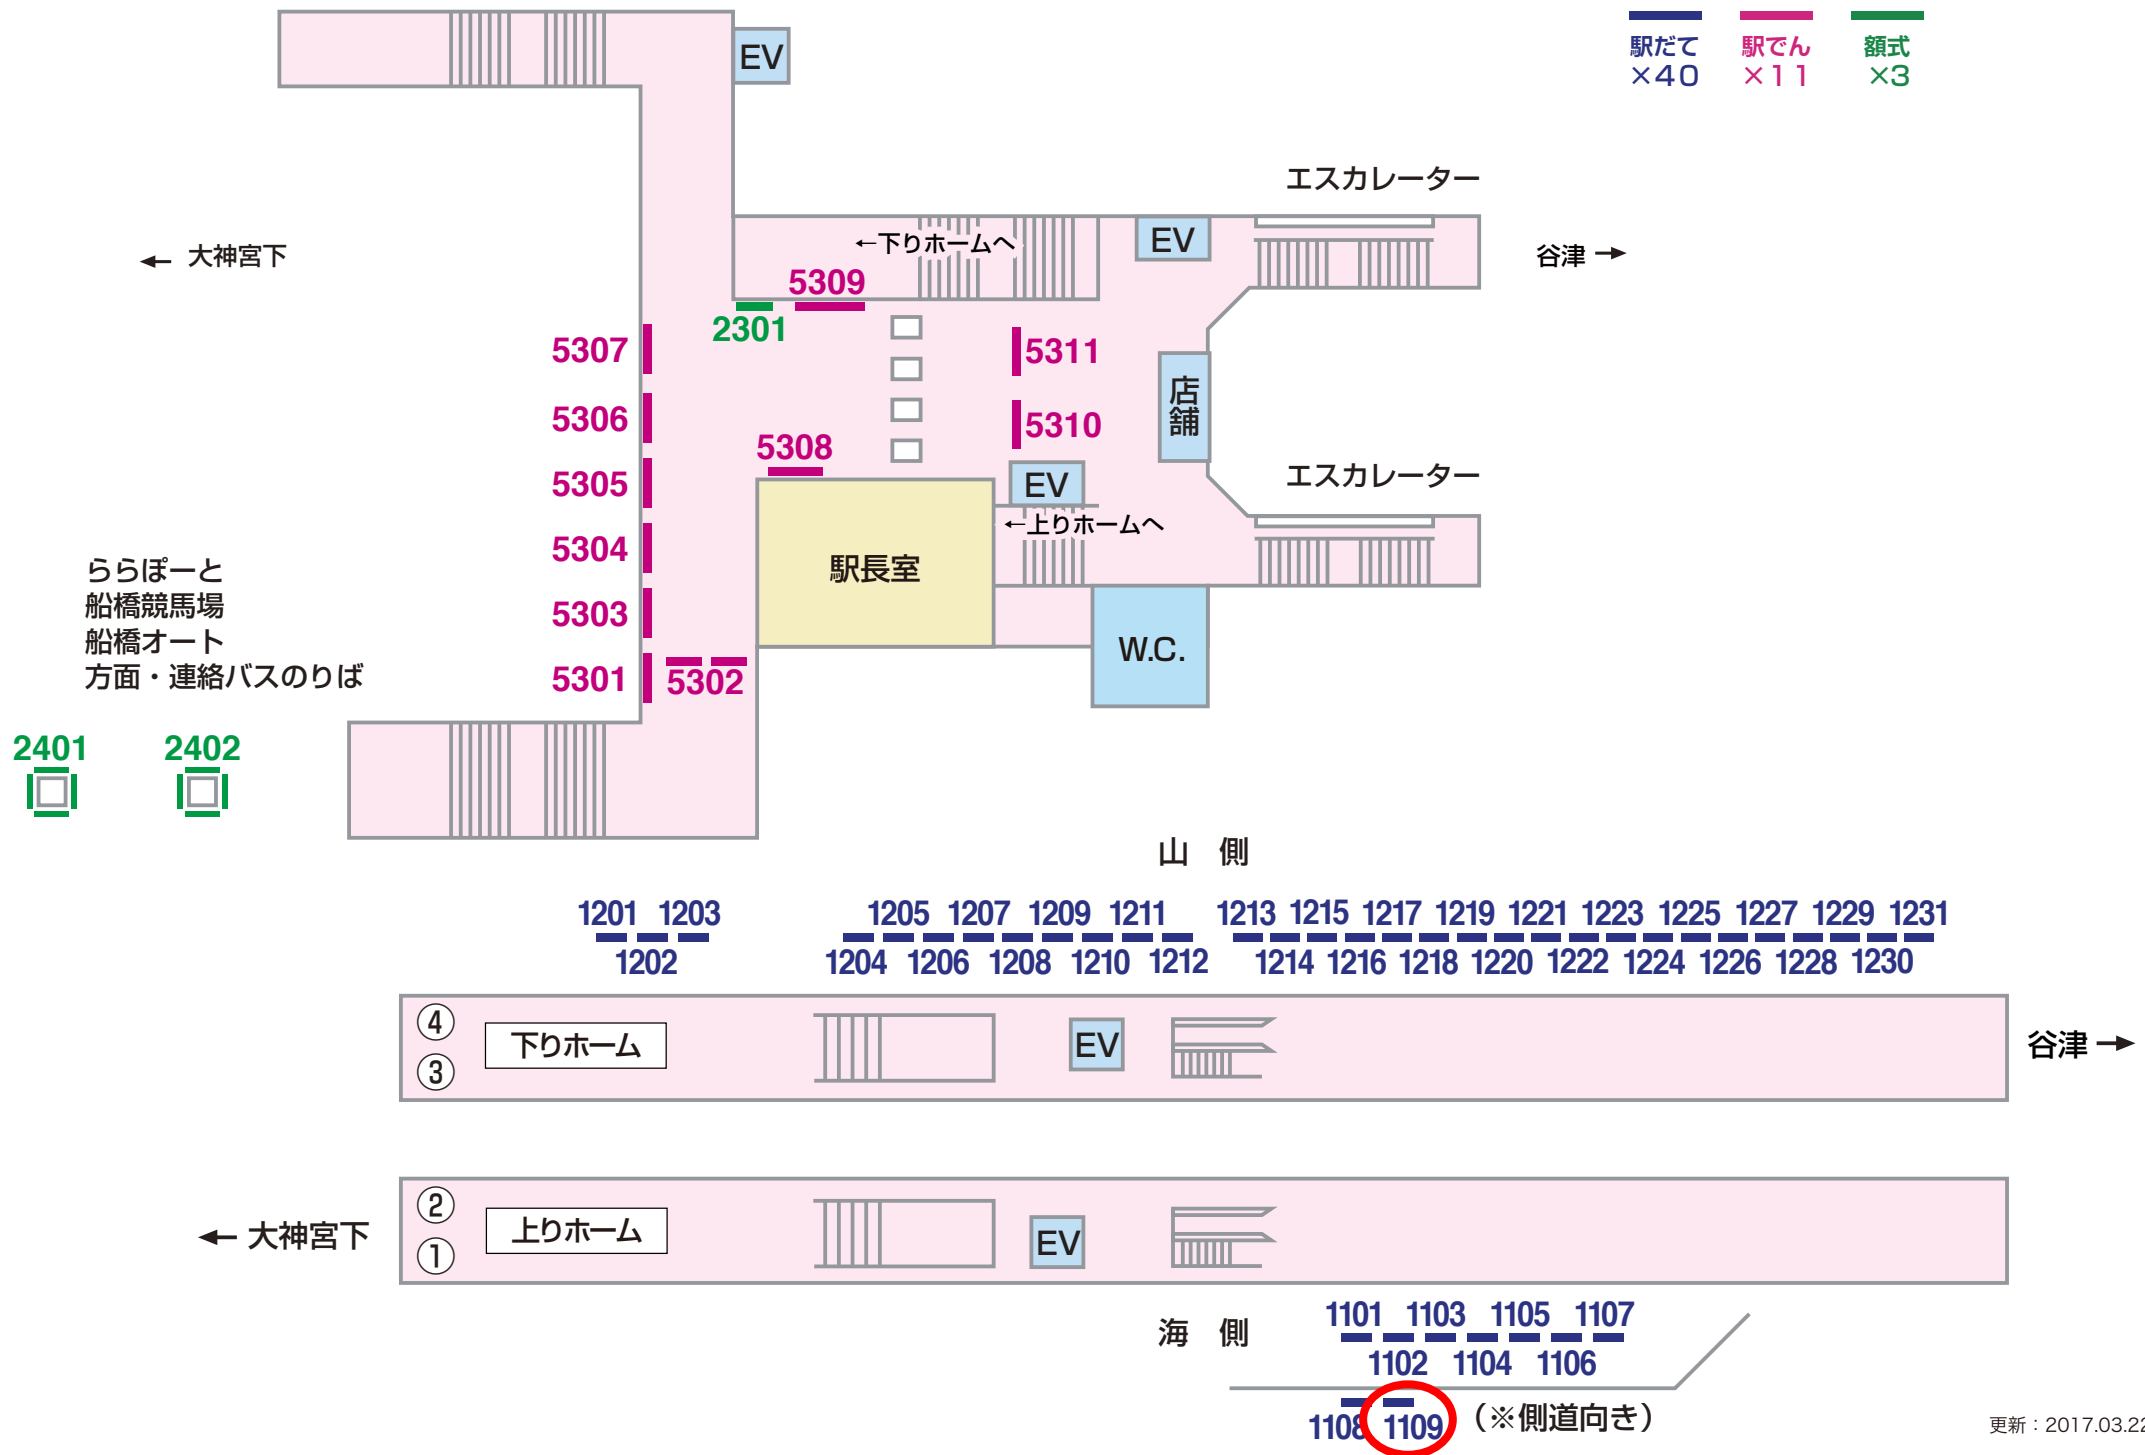 駅だて 駅でん 額式
×40 ×11 ×3
EV
エスカレーター
EV
←下りホームへ
← 大神宮下
谷津 →
5309
2301
5307
5311
店舗
5306
5310
5308
EV
エスカレーター
5305
←上りホームへ
5304
駅長室
ららぽーと
船橋競馬場
船橋オート
方面・連絡バスのりば
5303
W.C.
5301
5302
2401
2402
山 側
1201 1203 1205 1207 1209 1211 1213 1215 1217 1219 1221 1223 1225 1227 1229 1231
1202 1204 1206 1208 1210 1212 1214 1216 1218 1220 1222 1224 1226 1228 1230
④
下りホーム
EV
③
谷津 →
②
上りホーム
EV
①
← 大神宮下
海 側
1101 1103 1105 1107
1102 1104 1106
1108 1109 (※側道向き)
更新：2017.03.22